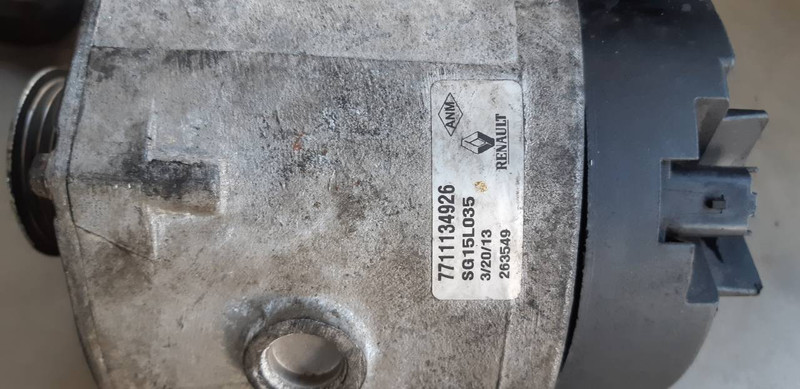 ANM
RENAULT
7711134926
SG15L035
3/20/13
263549